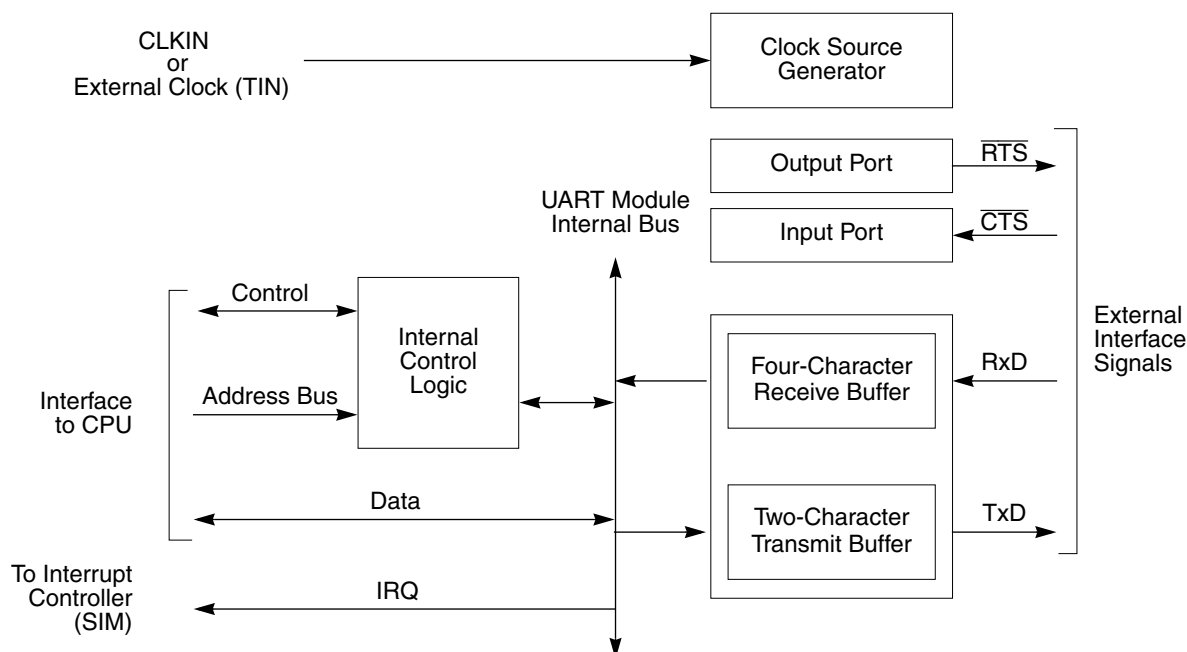 CLKIN
or
External Clock (TIN)
Clock Source
Generator
Output Port
RTS
UART Module
Internal Bus
Input Port
CTS
Control
Internal
Control
Logic
Address Bus
Interface
to CPU
Four-Character
Receive Buffer
RxD
External
Interface
Signals
Data
Two-Character
Transmit Buffer
TxD
To Interrupt
Controller
(SIM)
IRQ